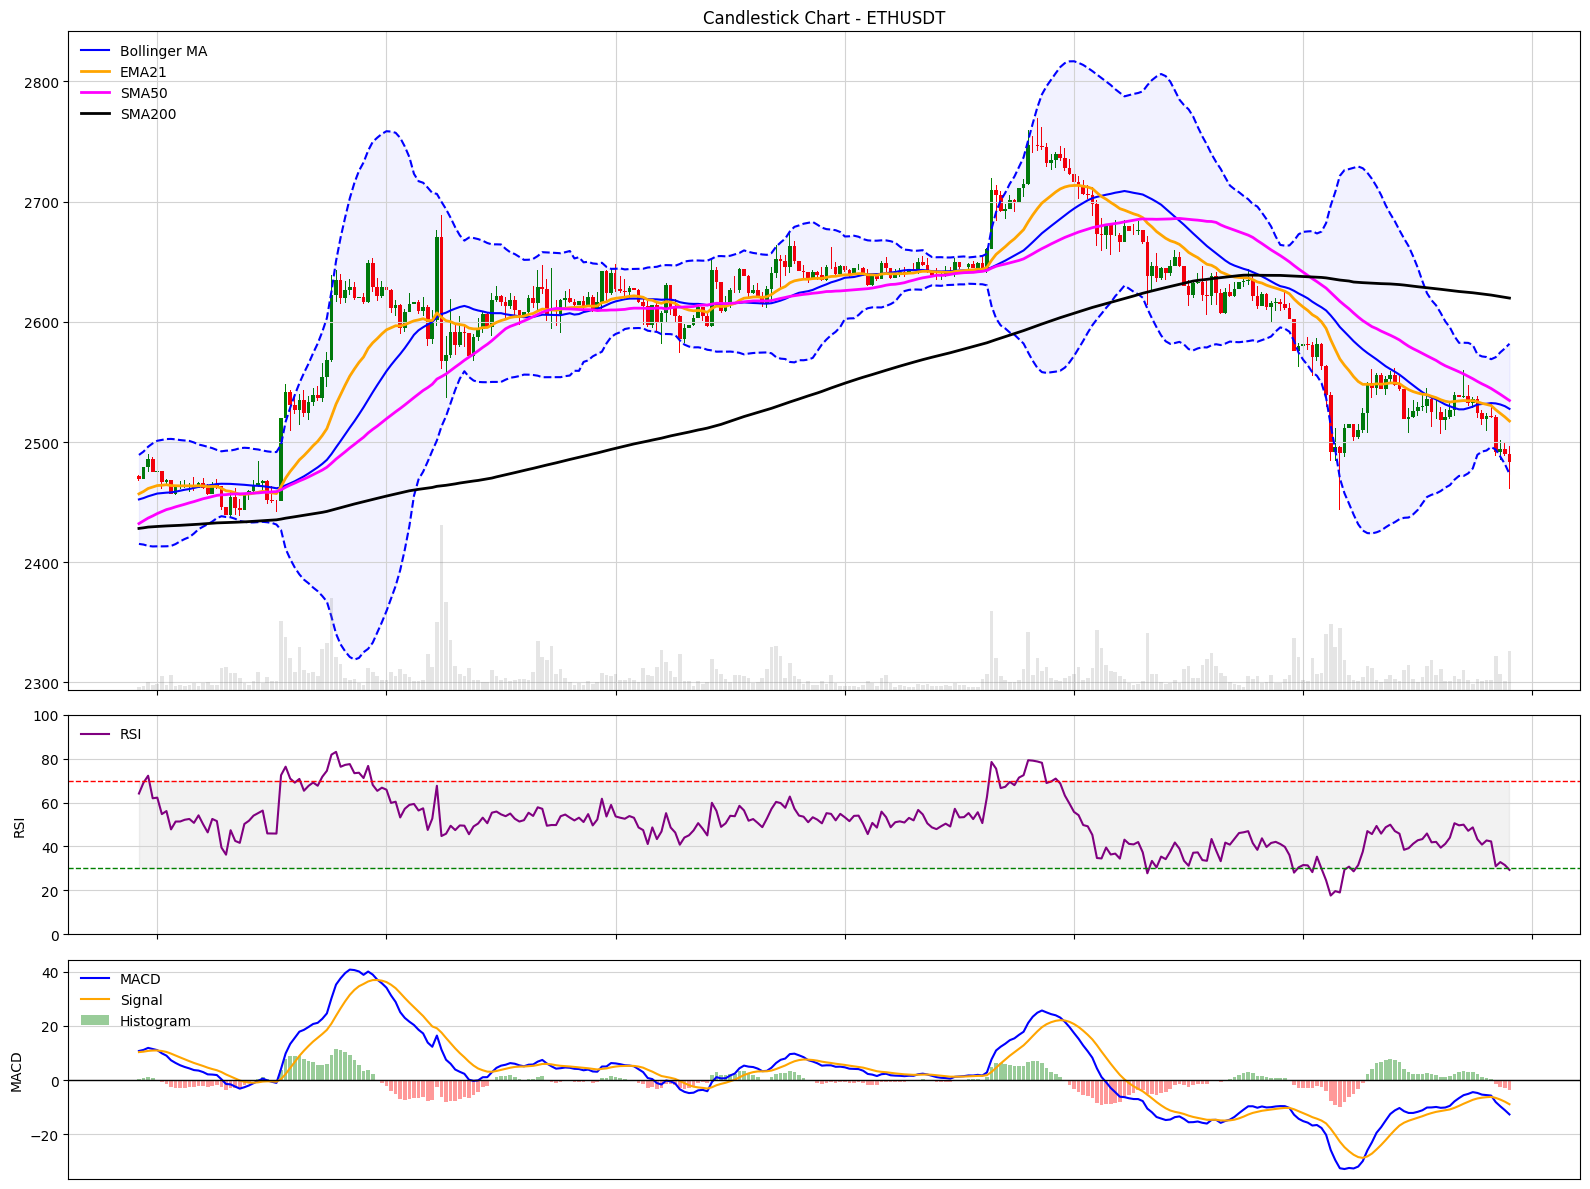 Candlestick Chart - ETHUSDT
Bollinger MA
EMA21
SMA50
SMA200
2800
2700
2600
2500
2400
2300
RSI
100
80
60
40
20
0
RSI
MACD
Signal
Histogram
40
20
0
−20
MACD